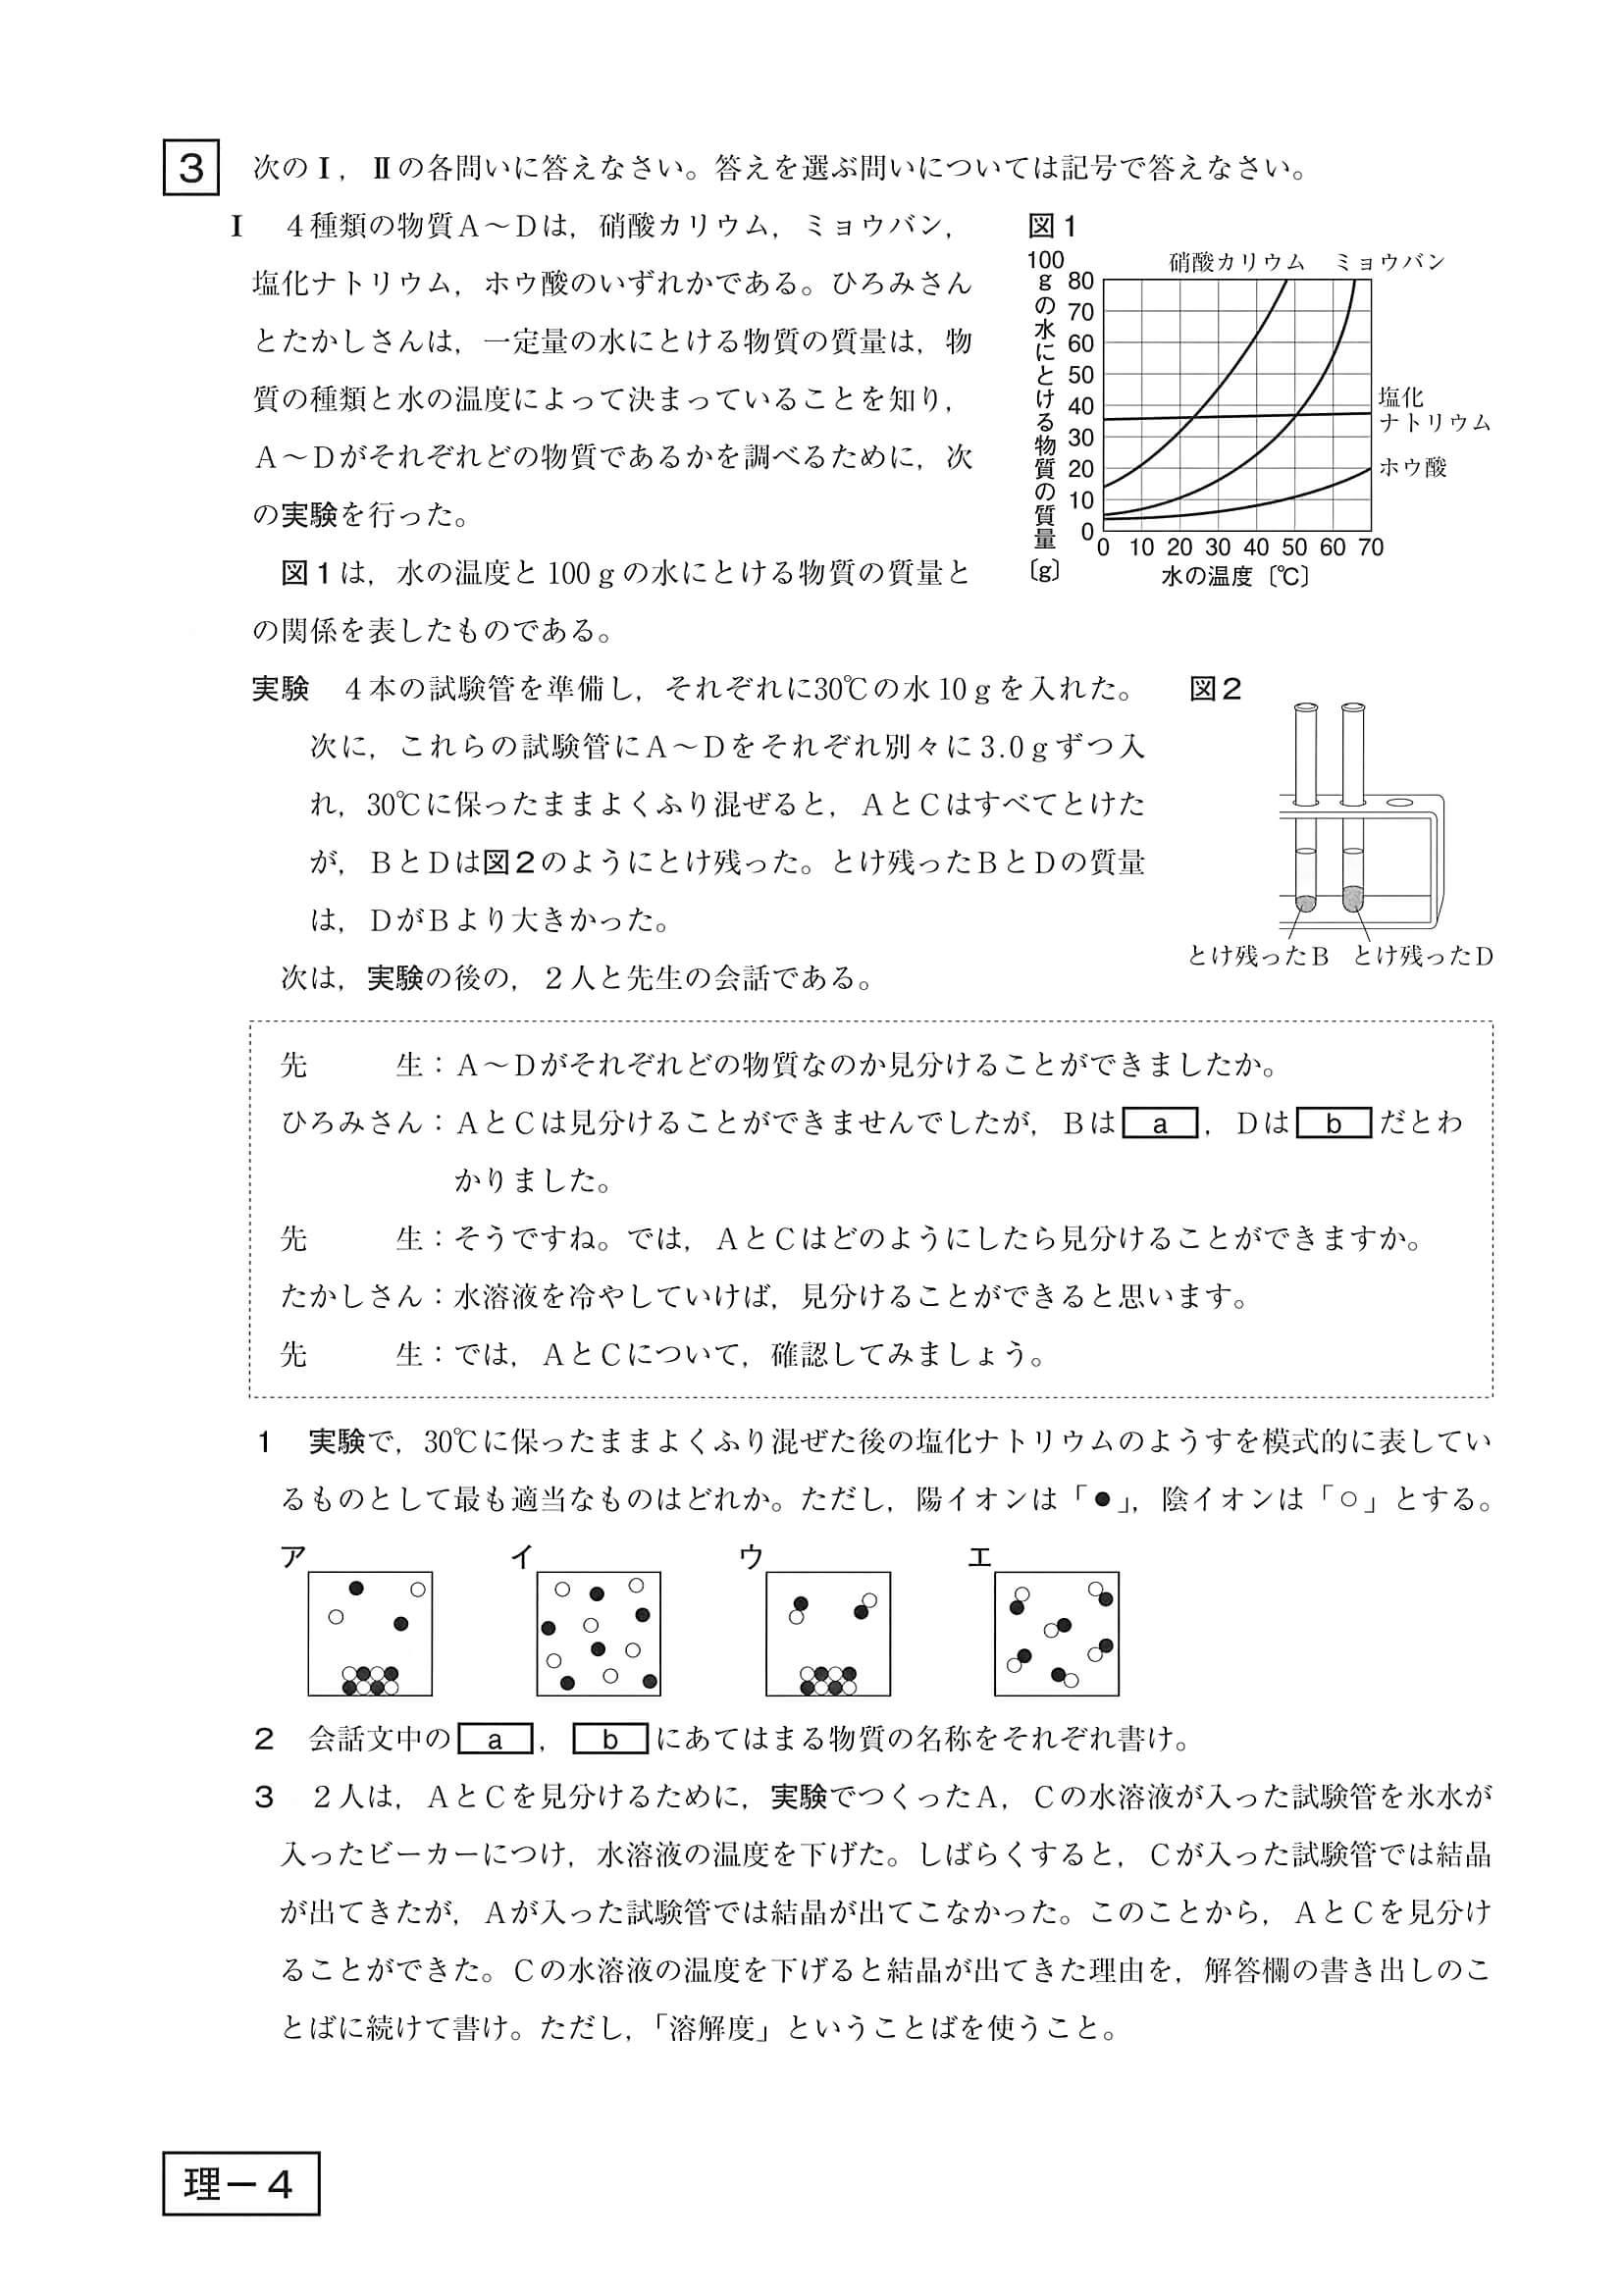 3 次のⅠ，Ⅱの各問いに答えなさい。答えを選ぶ問いについては記号で答えなさい。
Ⅰ 4種類の物質A～Dは，硝酸カリウム，ミョウバン，
塩化ナトリウム，ホウ酸のいずれかである。ひろみさん
とたかしさんは，一定量の水にとける物質の質量は，物
質の種類と水の温度によって決まっていることを知り，
A～Dがそれぞれどの物質であるかを調べるために，次
の実験を行った。
図1は，水の温度と100gの水にとける物質の質量と
の関係を表したものである。
図1
100gの水にとける物質の質量〔g〕
硝酸カリウム ミョウバン
80
70
60
50
40
30
20
10
0
塩化
ナトリウム
ホウ酸
0 10 20 30 40 50 60 70
水の温度〔℃〕
実験 4本の試験管を準備し，それぞれに30℃の水10gを入れた。
次に，これらの試験管にA～Dをそれぞれ別々に3.0gずつ入
れ，30℃に保ったままよくふり混ぜると，AとCはすべてとけた
が，BとDは図2のようにとけ残った。とけ残ったBとDの質量
は，DがBより大きかった。
図2
とけ残ったB とけ残ったD
次は，実験の後の，2人と先生の会話である。
先 生：A～Dがそれぞれどの物質なのか見分けることができましたか。
ひろみさん：AとCは見分けることができませんでしたが，Bは a ，Dは b だとわ
かりました。
先 生：そうですね。では，AとCはどのようにしたら見分けることができますか。
たかしさん：水溶液を冷やしていけば，見分けることができると思います。
先 生：では，AとCについて，確認してみましょう。
1 実験で，30℃に保ったままよくふり混ぜた後の塩化ナトリウムのようすを模式的に表してい
るものとして最も適当なものはどれか。ただし，陽イオンは「●」，陰イオンは「○」とする。
ア イ ウ エ
2 会話文中の a ， b にあてはまる物質の名称をそれぞれ書け。
3 2人は，AとCを見分けるために，実験でつくったA，Cの水溶液が入った試験管を氷水が
入ったビーカーにつけ，水溶液の温度を下げた。しばらくすると，Cが入った試験管では結晶
が出てきたが，Aが入った試験管では結晶が出てこなかった。このことから，AとCを見分け
ることができた。Cの水溶液の温度を下げると結晶が出てきた理由を，解答欄の書き出しのこ
とばに続けて書け。ただし，「溶解度」ということばを使うこと。
理－4